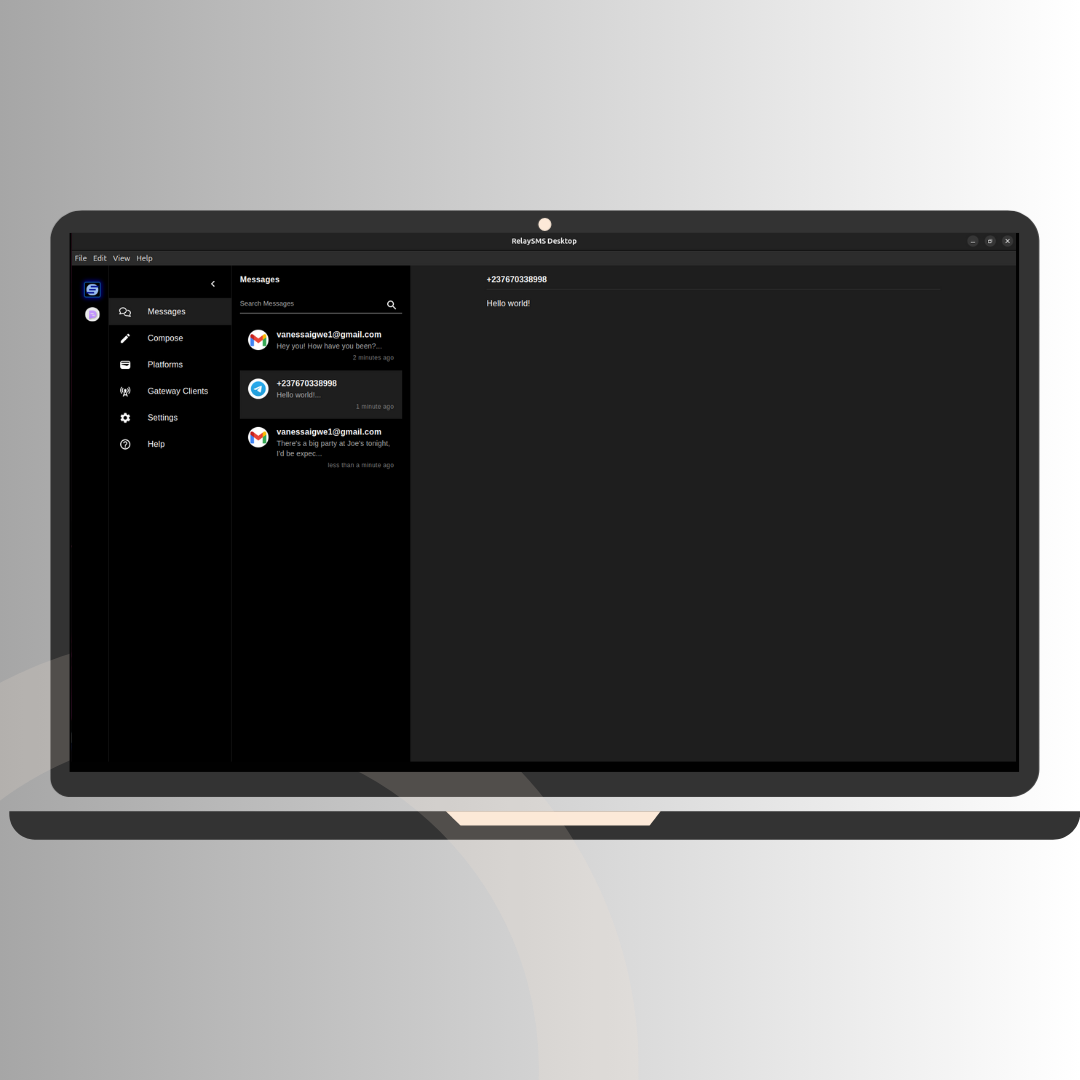 RelaySMS Desktop
File Edit View Help
Messages
Compose
Platforms
Gateway Clients
Settings
Help
Messages
Search Messages
vanessaigwe1@gmail.com
Hey you! How have you been?...
2 minutes ago
+237670338998
Hello world!...
1 minute ago
vanessaigwe1@gmail.com
There's a big party at Joe's tonight,
I'd be expec...
less than a minute ago
+237670338998
Hello world!